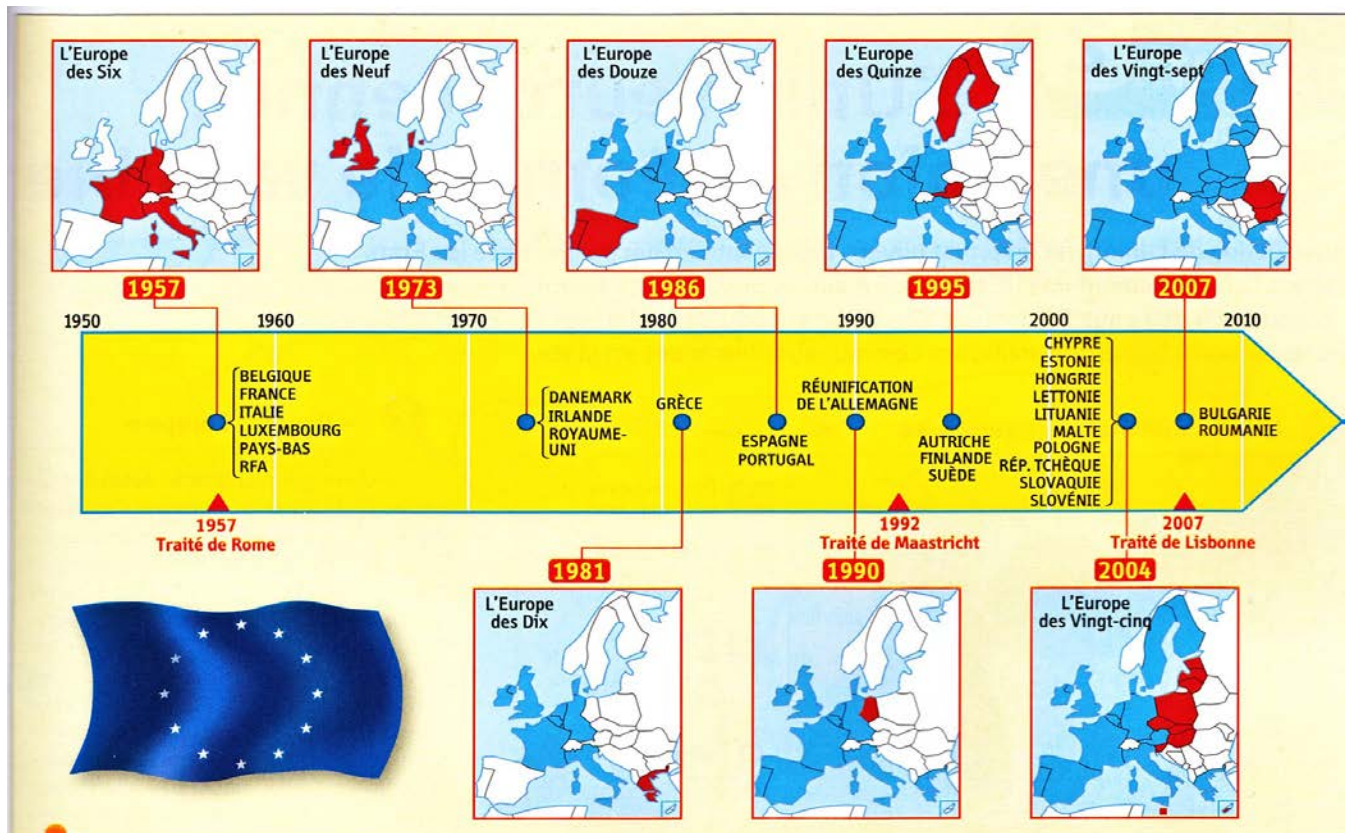 L'Europe
des Six
L'Europe
des Neuf
L'Europe
des Douze
L'Europe
des Quinze
L'Europe
des Vingt-sept
1957
1973
1986
1995
2007
1950
1960
1970
1980
1990
2000
2010
BELGIQUE
FRANCE
ITALIE
LUXEMBOURG
PAYS-BAS
RFA
DANEMARK
IRLANDE
ROYAUME-
UNI
GRÈCE
ESPAGNE
PORTUGAL
RÉUNIFICATION
DE L'ALLEMAGNE
AUTRICHE
FINLANDE
SUÈDE
CHYPRE
ESTONIE
HONGRIE
LETTONIE
LITUANIE
MALTE
POLOGNE
RÉP. TCHÈQUE
SLOVAQUIE
SLOVÉNIE
BULGARIE
ROUMANIE
1957
Traité de Rome
1992
Traité de Maastricht
2007
Traité de Lisbonne
1981
1990
2004
L'Europe
des Dix
L'Europe
des Vingt-cinq